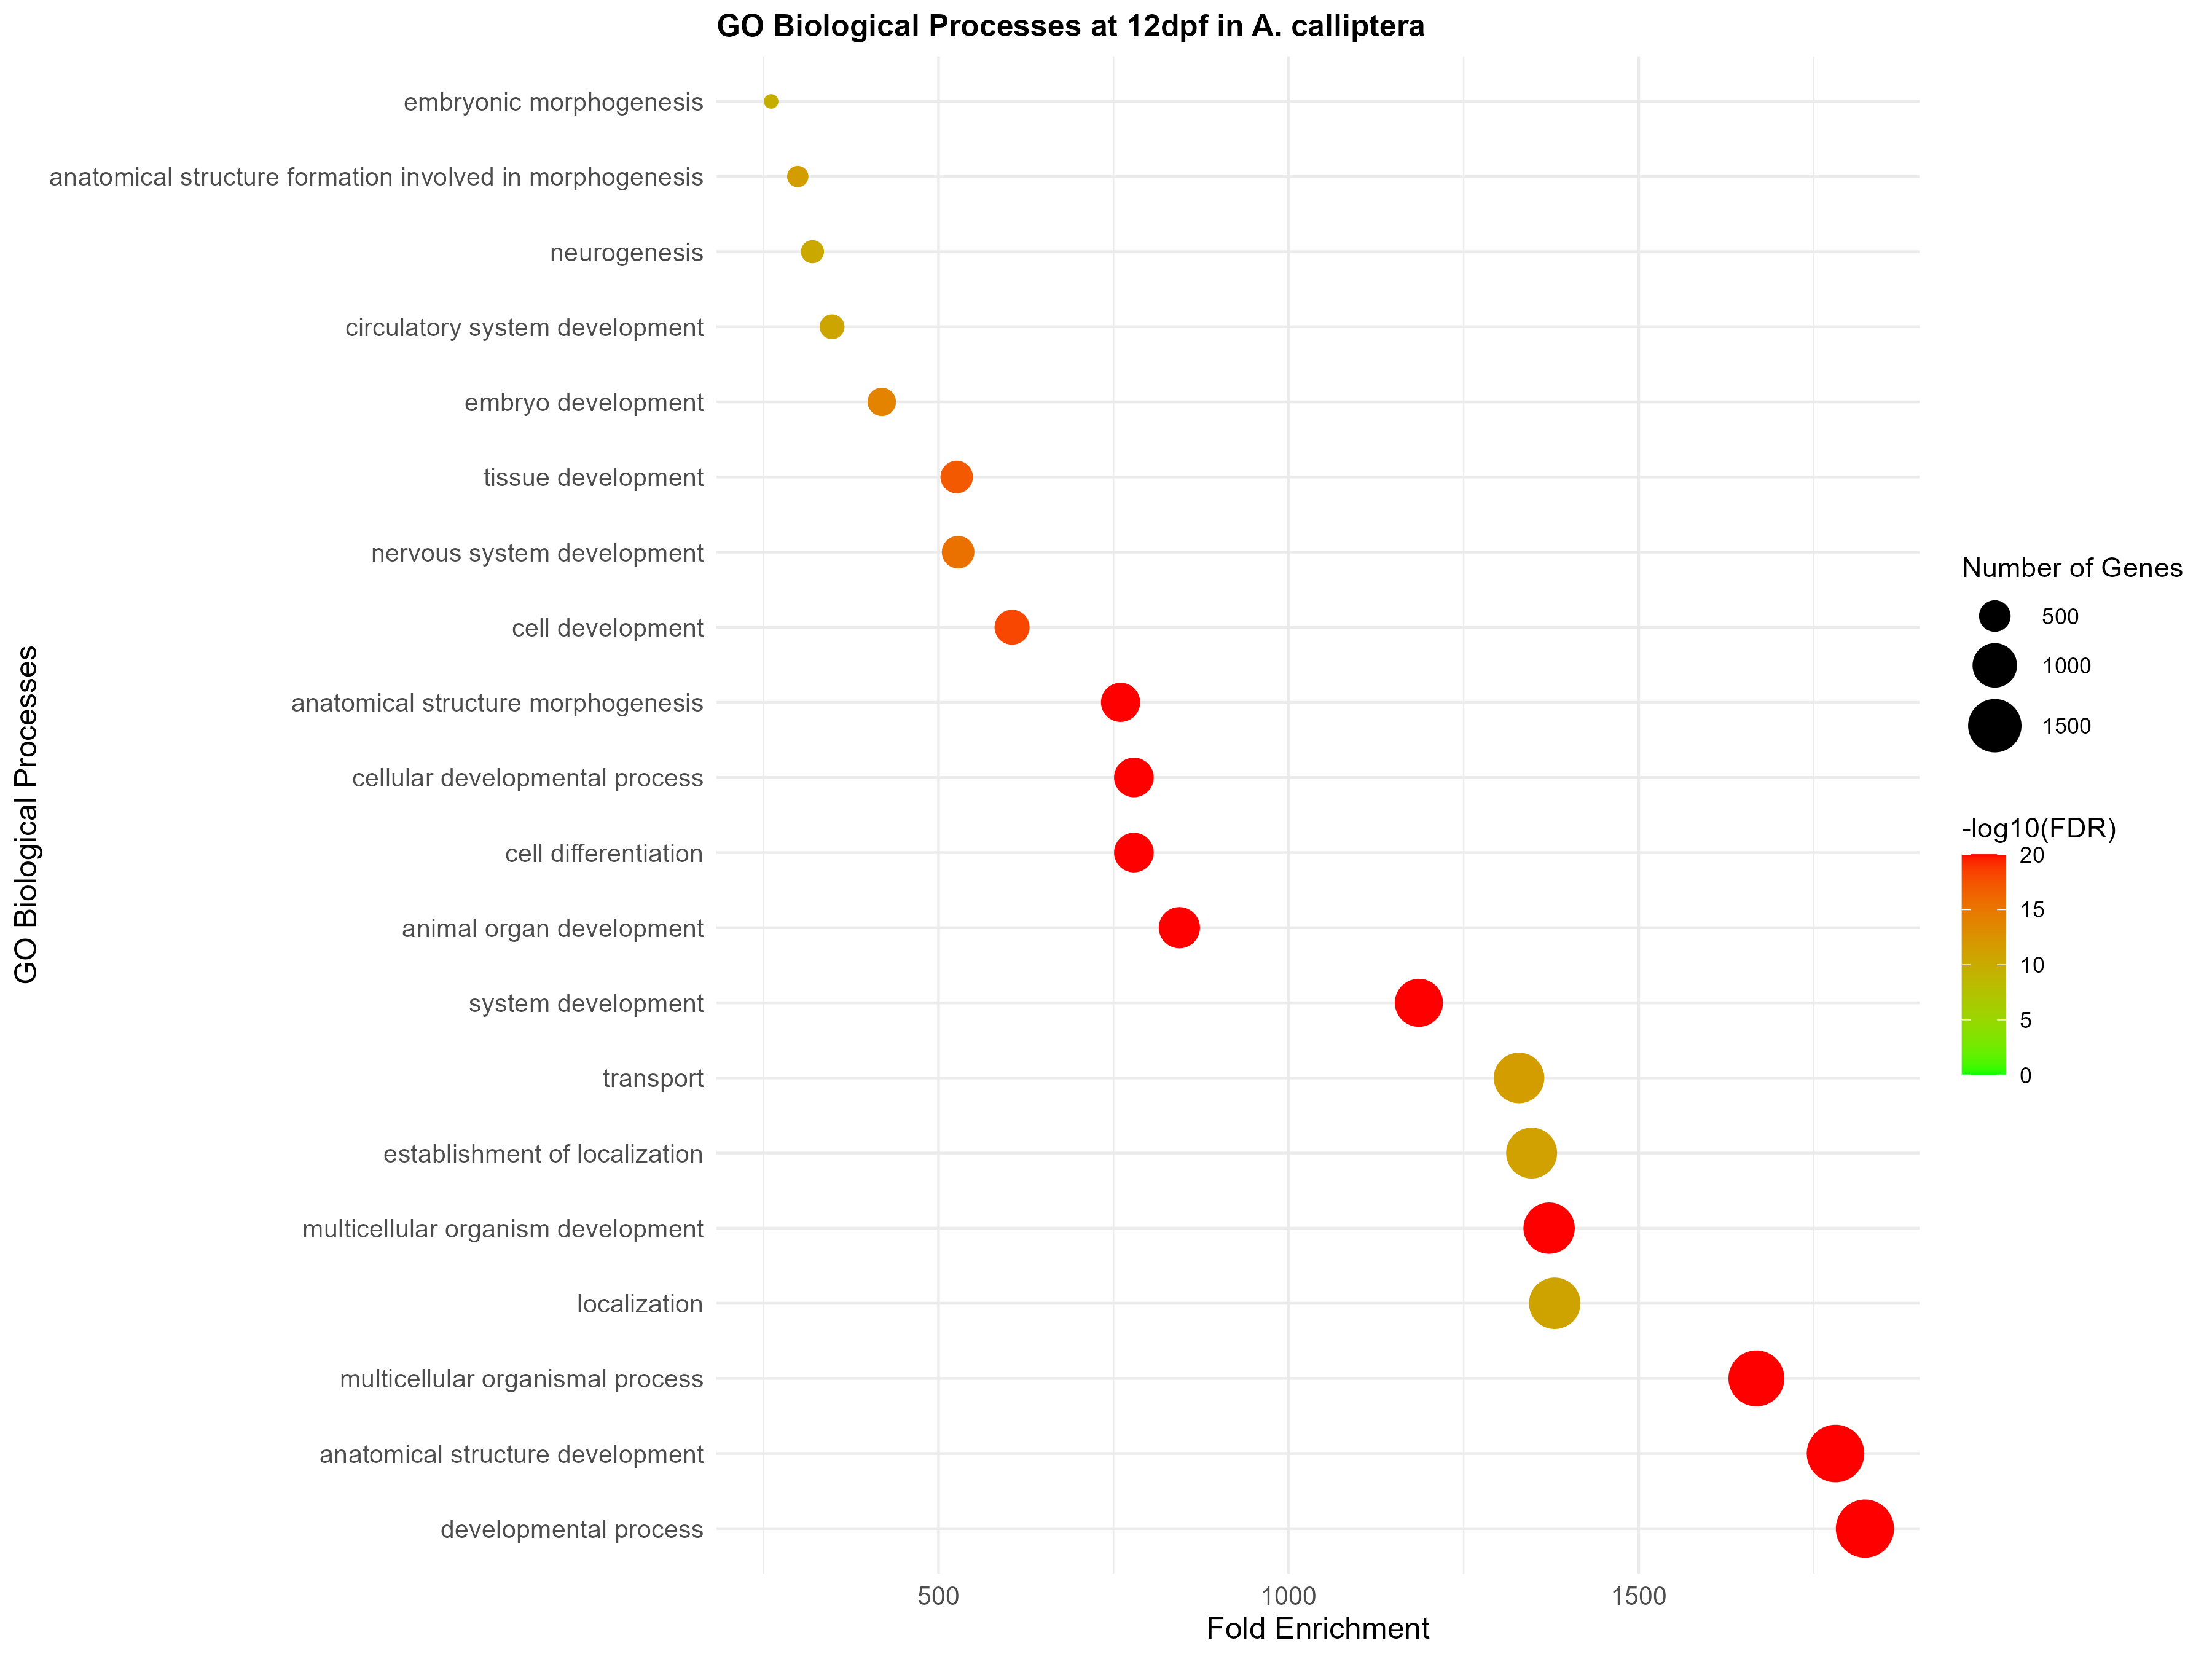 GO Biological Processes at 12dpf in A. calliptera
GO Biological Processes
embryonic morphogenesis
anatomical structure formation involved in morphogenesis
neurogenesis
circulatory system development
embryo development
tissue development
nervous system development
cell development
anatomical structure morphogenesis
cellular developmental process
cell differentiation
animal organ development
system development
transport
establishment of localization
multicellular organism development
localization
multicellular organismal process
anatomical structure development
developmental process
500 1000 1500
Fold Enrichment
Number of Genes
500
1000
1500
-log10(FDR)
20
15
10
5
0